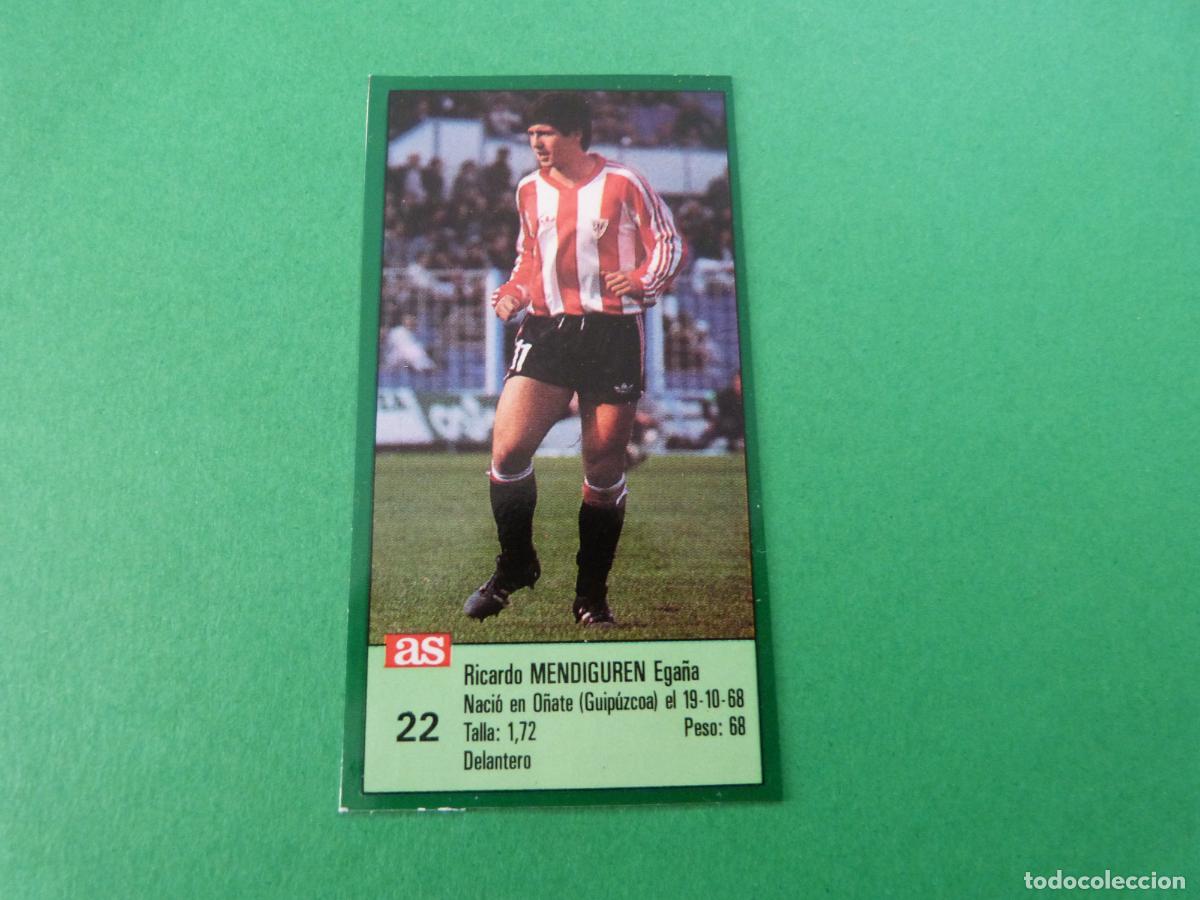 11
as
Ricardo MENDIGUREN Egaña
Nació en Oñate (Guipúzcoa) el 19-10-68
22
Talla: 1,72 Peso: 68
Delantero
todocoleccion